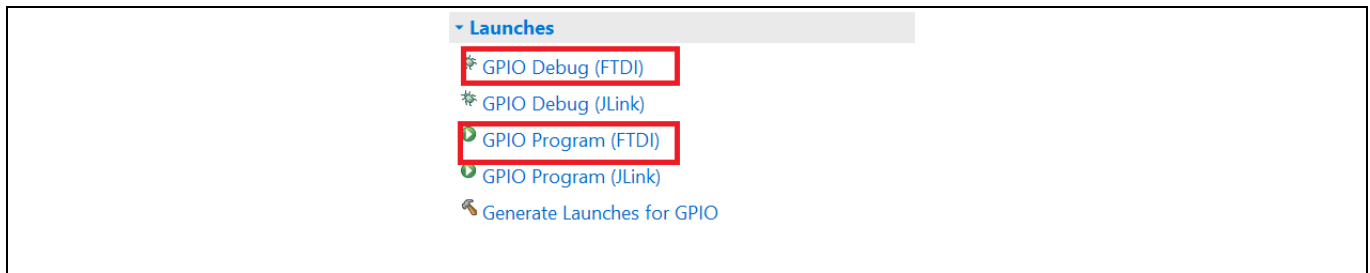 Launches
GPIO Debug (FTDI)
GPIO Debug (JLink)
GPIO Program (FTDI)
GPIO Program (JLink)
Generate Launches for GPIO